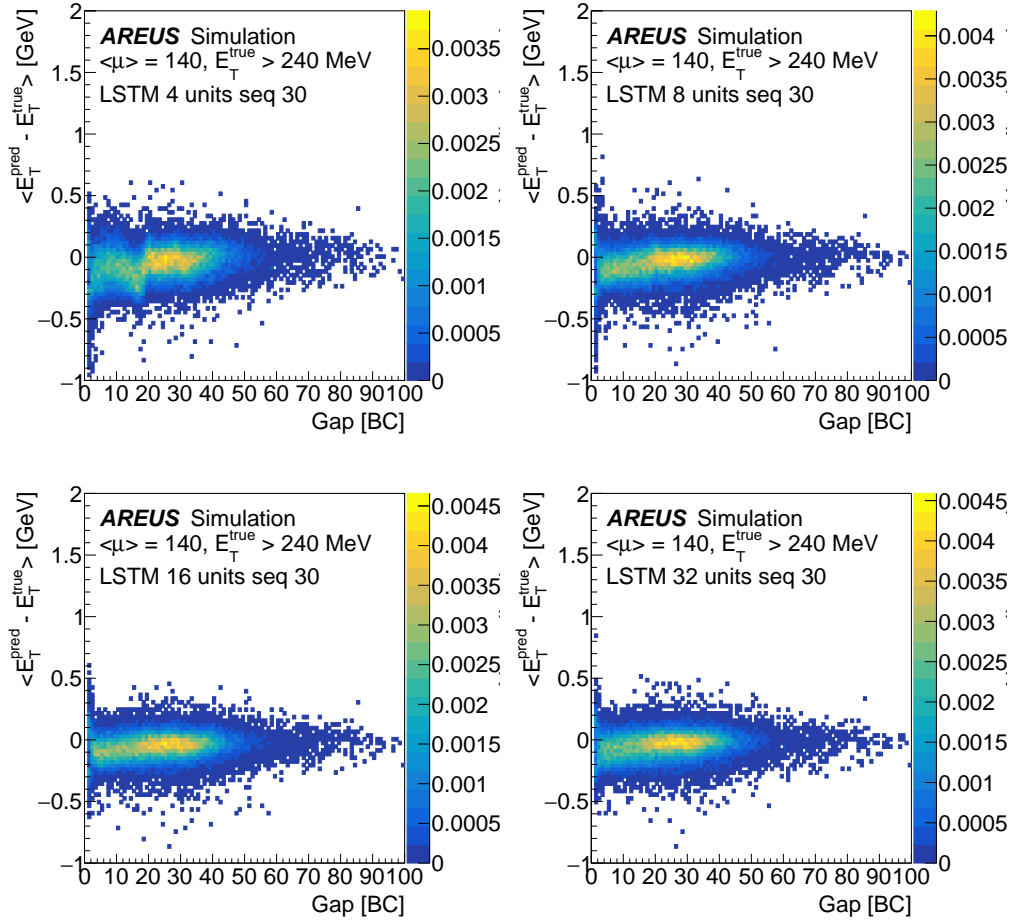 <E_T^pred - E_T^true> [GeV]
2
1.5
1
0.5
0
−0.5
−1
AREUS Simulation
<μ> = 140, E_T^true > 240 MeV
LSTM 4 units seq 30
0 10 20 30 40 50 60 70 80 90 100
Gap [BC]
0.0035
0.003
0.0025
0.002
0.0015
0.001
0.0005
0
<E_T^pred - E_T^true> [GeV]
2
1.5
1
0.5
0
−0.5
−1
AREUS Simulation
<μ> = 140, E_T^true > 240 MeV
LSTM 8 units seq 30
0 10 20 30 40 50 60 70 80 90 100
Gap [BC]
0.004
0.0035
0.003
0.0025
0.002
0.0015
0.001
0.0005
0
<E_T^pred - E_T^true> [GeV]
2
1.5
1
0.5
0
−0.5
−1
AREUS Simulation
<μ> = 140, E_T^true > 240 MeV
LSTM 16 units seq 30
0 10 20 30 40 50 60 70 80 90 100
Gap [BC]
0.0045
0.004
0.0035
0.003
0.0025
0.002
0.0015
0.001
0.0005
0
<E_T^pred - E_T^true> [GeV]
2
1.5
1
0.5
0
−0.5
−1
AREUS Simulation
<μ> = 140, E_T^true > 240 MeV
LSTM 32 units seq 30
0 10 20 30 40 50 60 70 80 90 100
Gap [BC]
0.0045
0.004
0.0035
0.003
0.0025
0.002
0.0015
0.001
0.0005
0